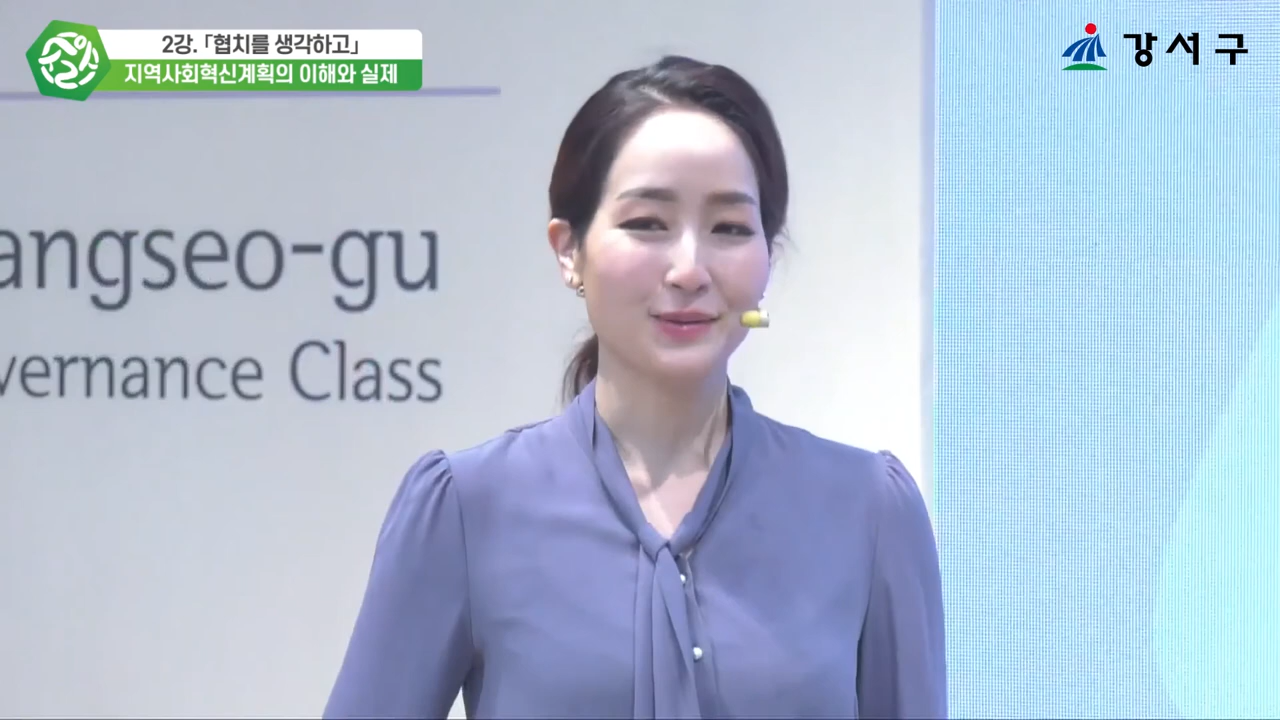 2강. 「협치를 생각하고」
지역사회혁신계획의 이해와 실제
강서구
angseo-gu
vernance Class